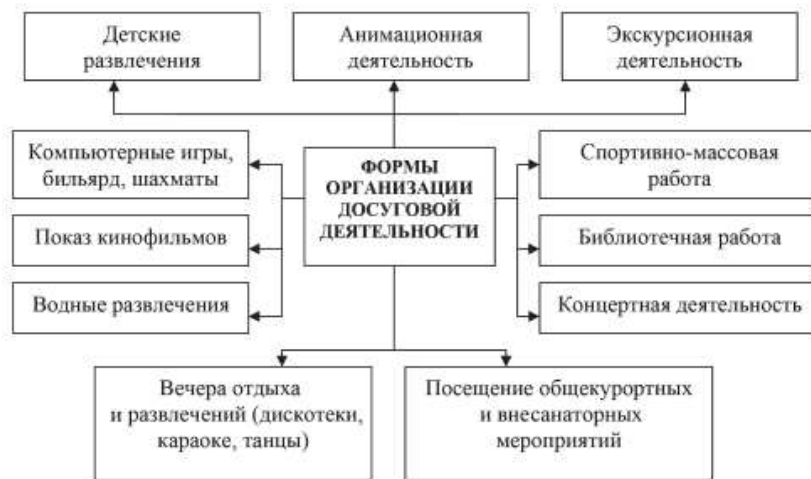 Детские
развлечения
Анимационная
деятельность
Экскурсионная
деятельность
Компьютерные игры,
бильярд, шахматы
ФОРМЫ
ОРГАНИЗАЦИИ
ДОСУГОВОЙ
ДЕЯТЕЛЬНОСТИ
Спортивно-массовая
работа
Показ кинофильмов
Библиотечная работа
Водные развлечения
Концертная деятельность
Вечера отдыха
и развлечений (дискотеки,
караоке, танцы)
Посещение общекурортных
и внесанаторных
мероприятий